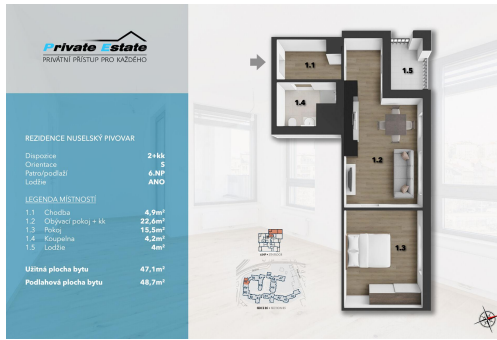 Private Estate
PRIVÁTNÍ PŘÍSTUP PRO KAŽDÉHO
REZIDENCE NUSELSKÝ PIVOVAR
Dispozice 2+kk
Orientace S
Patro/podlaží 6.NP
Lodžie ANO
LEGENDA MÍSTNOSTÍ
1.1 Chodba 4,9m²
1.2 Obývací pokoj + kk 22,6m²
1.3 Pokoj 15,5m²
1.4 Koupelna 4,2m²
1.5 Lodžie 4m²
Užitná plocha bytu 47,1m²
Podlahová plocha bytu 48,7m²
1.1
1.5
1.4
1.2
1.3